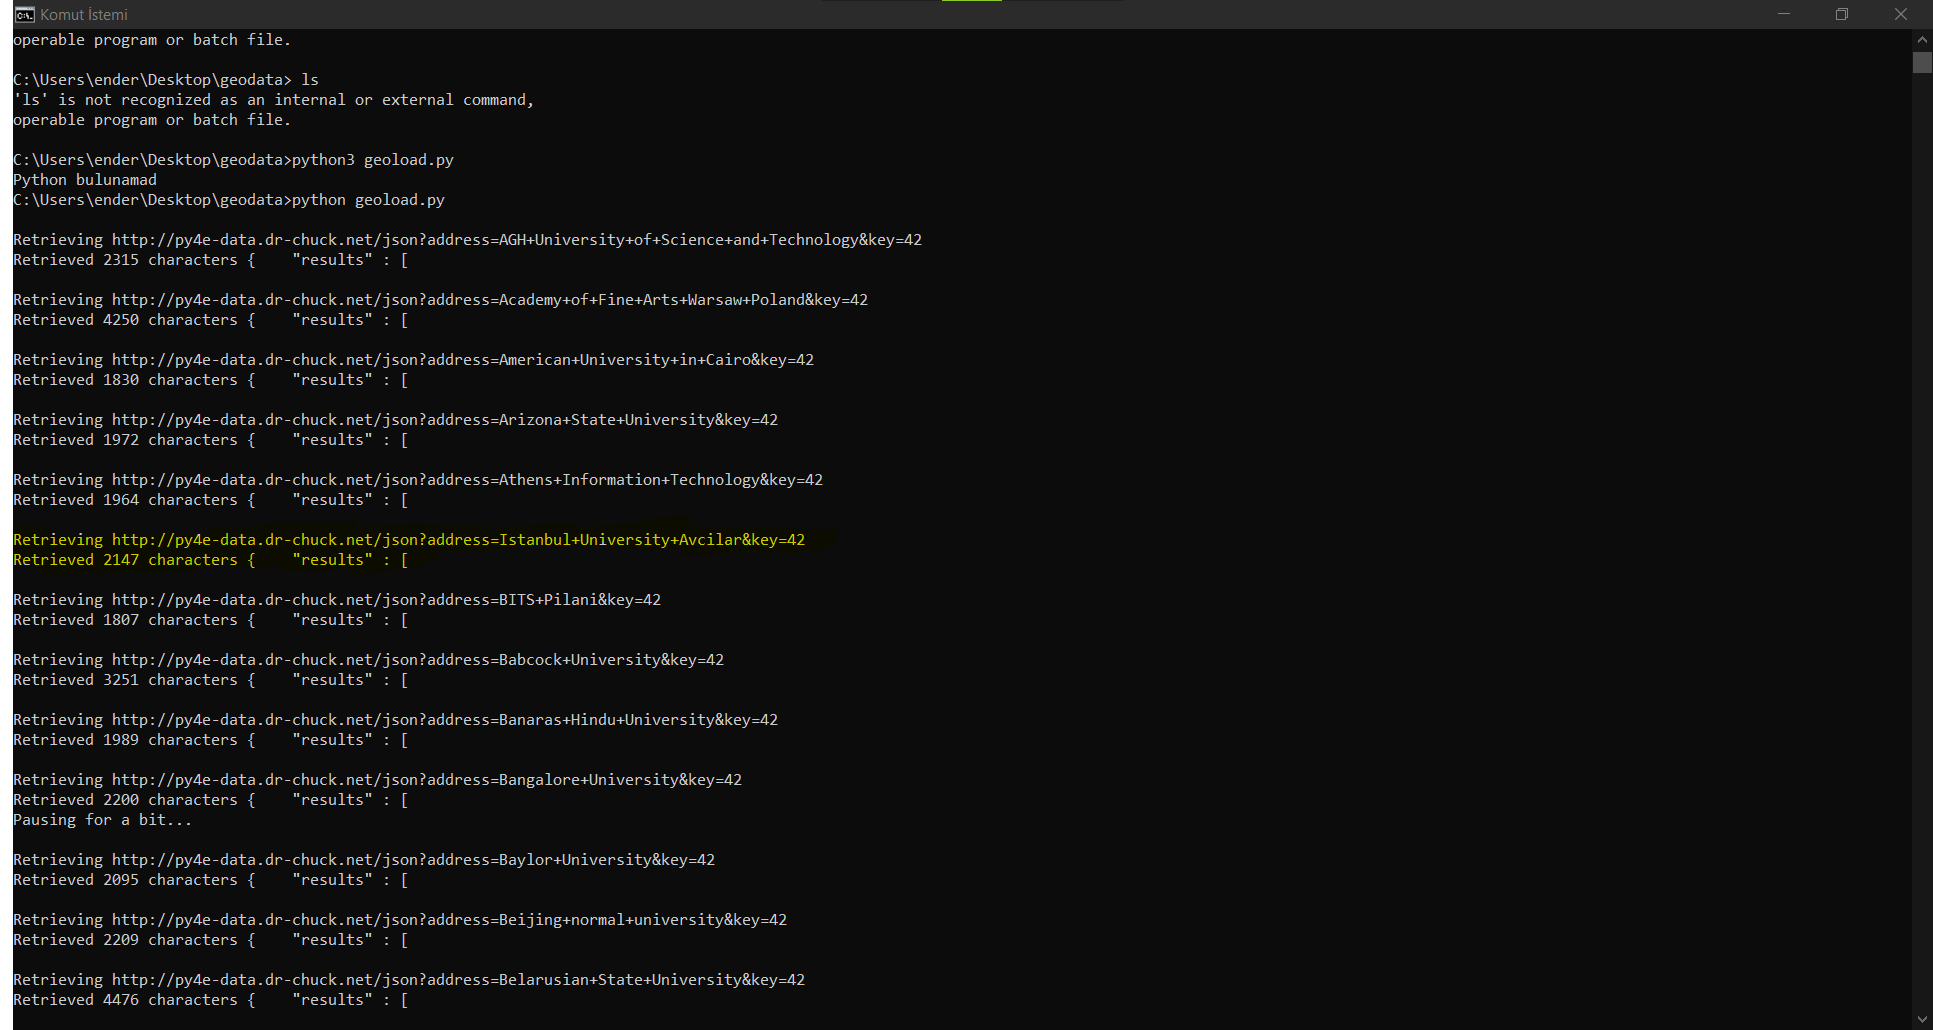 Komut İstemi
operable program or batch file.
C:\Users\ender\Desktop\geodata> ls
'ls' is not recognized as an internal or external command,
operable program or batch file.
C:\Users\ender\Desktop\geodata>python3 geoload.py
Python bulunamad
C:\Users\ender\Desktop\geodata>python geoload.py
Retrieving http://py4e-data.dr-chuck.net/json?address=AGH+University+of+Science+and+Technology&key=42
Retrieved 2315 characters {    "results" : [
Retrieving http://py4e-data.dr-chuck.net/json?address=Academy+of+Fine+Arts+Warsaw+Poland&key=42
Retrieved 4250 characters {    "results" : [
Retrieving http://py4e-data.dr-chuck.net/json?address=American+University+in+Cairo&key=42
Retrieved 1830 characters {    "results" : [
Retrieving http://py4e-data.dr-chuck.net/json?address=Arizona+State+University&key=42
Retrieved 1972 characters {    "results" : [
Retrieving http://py4e-data.dr-chuck.net/json?address=Athens+Information+Technology&key=42
Retrieved 1964 characters {    "results" : [
Retrieving http://py4e-data.dr-chuck.net/json?address=Istanbul+University+Avcilar&key=42
Retrieved 2147 characters {    "results" : [
Retrieving http://py4e-data.dr-chuck.net/json?address=BITS+Pilani&key=42
Retrieved 1807 characters {    "results" : [
Retrieving http://py4e-data.dr-chuck.net/json?address=Babcock+University&key=42
Retrieved 3251 characters {    "results" : [
Retrieving http://py4e-data.dr-chuck.net/json?address=Banaras+Hindu+University&key=42
Retrieved 1989 characters {    "results" : [
Retrieving http://py4e-data.dr-chuck.net/json?address=Bangalore+University&key=42
Retrieved 2200 characters {    "results" : [
Pausing for a bit...
Retrieving http://py4e-data.dr-chuck.net/json?address=Baylor+University&key=42
Retrieved 2095 characters {    "results" : [
Retrieving http://py4e-data.dr-chuck.net/json?address=Beijing+normal+university&key=42
Retrieved 2209 characters {    "results" : [
Retrieving http://py4e-data.dr-chuck.net/json?address=Belarusian+State+University&key=42
Retrieved 4476 characters {    "results" : [